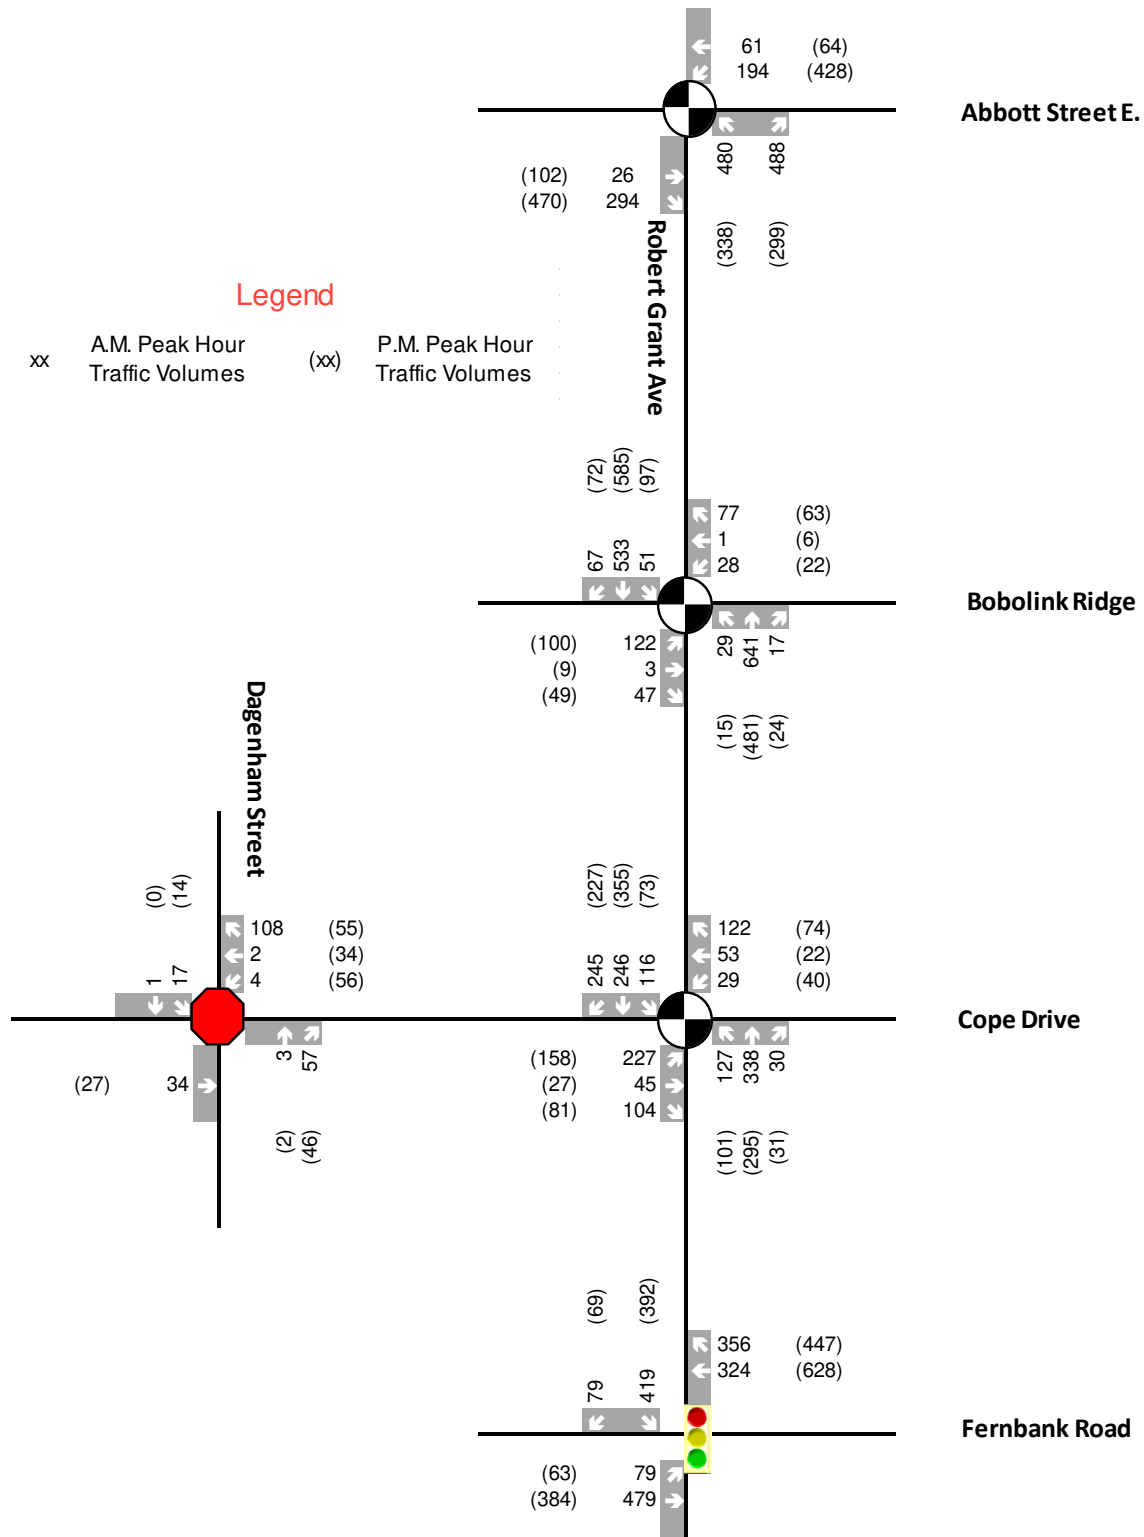 61 (64)
194 (428)
Abbott Street E.
480 488
(102) 26
(470) 294
(338) (299)
Robert Grant Ave
Legend
xx A.M. Peak Hour Traffic Volumes (xx) P.M. Peak Hour Traffic Volumes
(72) (585) (97)
67 533 51
77 (63)
1 (6)
28 (22)
Bobolink Ridge
(100) 122
(9) 3
(49) 47
29 641 17
(15) (481) (24)
Dagenham Street
(0) (14)
1 17
108 (55)
2 (34)
4 (56)
(27) 34
3 57
(2) (46)
(227) (355) (73)
245 246 116
122 (74)
53 (22)
29 (40)
Cope Drive
(158) 227
(27) 45
(81) 104
127 338 30
(101) (295) (31)
(69) (392)
79 419
356 (447)
324 (628)
Fernbank Road
(63) 79
(384) 479